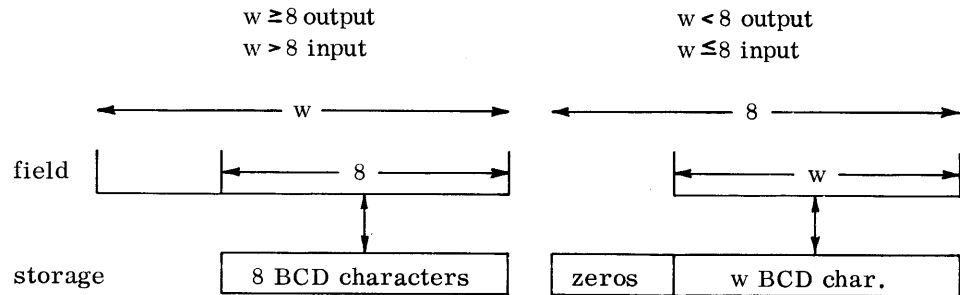 w ≥ 8 output w < 8 output
w > 8 input w ≤ 8 input
w 8
field 8 w
storage 8 BCD characters zeros w BCD char.